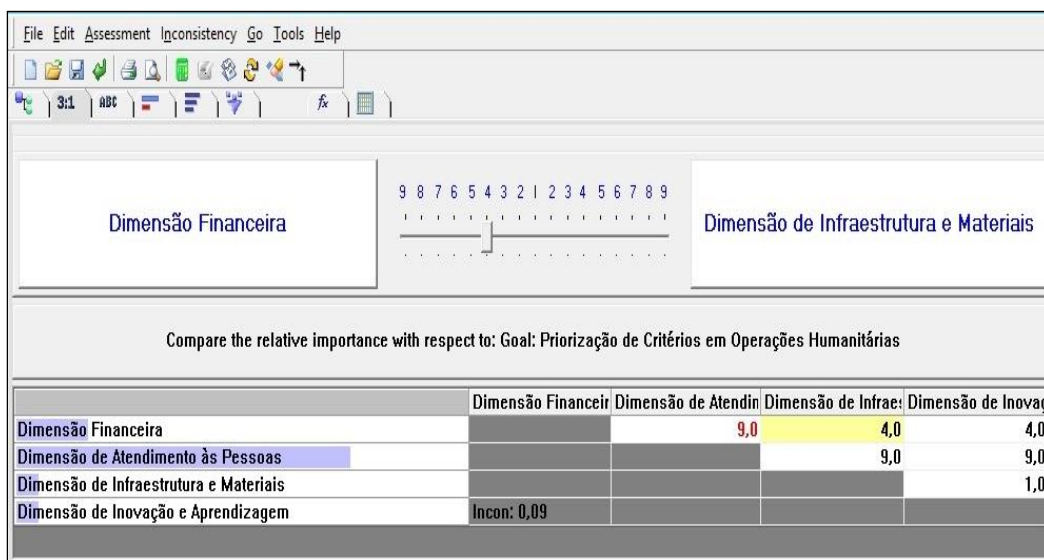 File Edit Assessment Inconsistency Go Tools Help
3:1 ABC fx
9 8 7 6 5 4 3 2 1 2 3 4 5 6 7 8 9
Dimensão Financeira
Dimensão de Infraestrutura e Materiais
Compare the relative importance with respect to: Goal: Priorização de Critérios em Operações Humanitárias
Dimensão Financeir Dimensão de Atendin Dimensão de Infrae: Dimensão de Inovaç
Dimensão Financeira 9,0 4,0 4,0
Dimensão de Atendimento às Pessoas 9,0 9,0
Dimensão de Infraestrutura e Materiais 1,0
Dimensão de Inovação e Aprendizagem Incon: 0,09